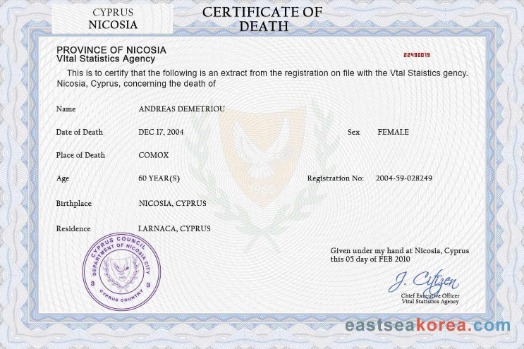 CYPRUS
NICOSIA
CERTIFICATE OF
DEATH
PROVINCE OF NICOSIA
VItal Statistics Agency
22490019
This is to certify that the following is an extract from the registration on file with the Vtal Staistics gency.
Nicosia, Cyprus, concerning the death of
Name ANDREAS DEMETRIOU
Date of Death DEC 17, 2004 Sex FEMALE
Place of Death COMOX
Age 60 YEAR(S) Registration No: 2004-59-028249
Birthplace NICOSIA, CYPRUS
Residence LARNACA, CYPRUS
1960
CYPRUS COUNCIL
DEPARTMENT OF NICOSIA CITY
CYPRUS COUNTRY
Given under my hand at Nicosia, Cyprus
this 05 day of FEB 2010
J. Citizen
Chief Executive Officer
Vital Statistics Agency
eastseakorea.com